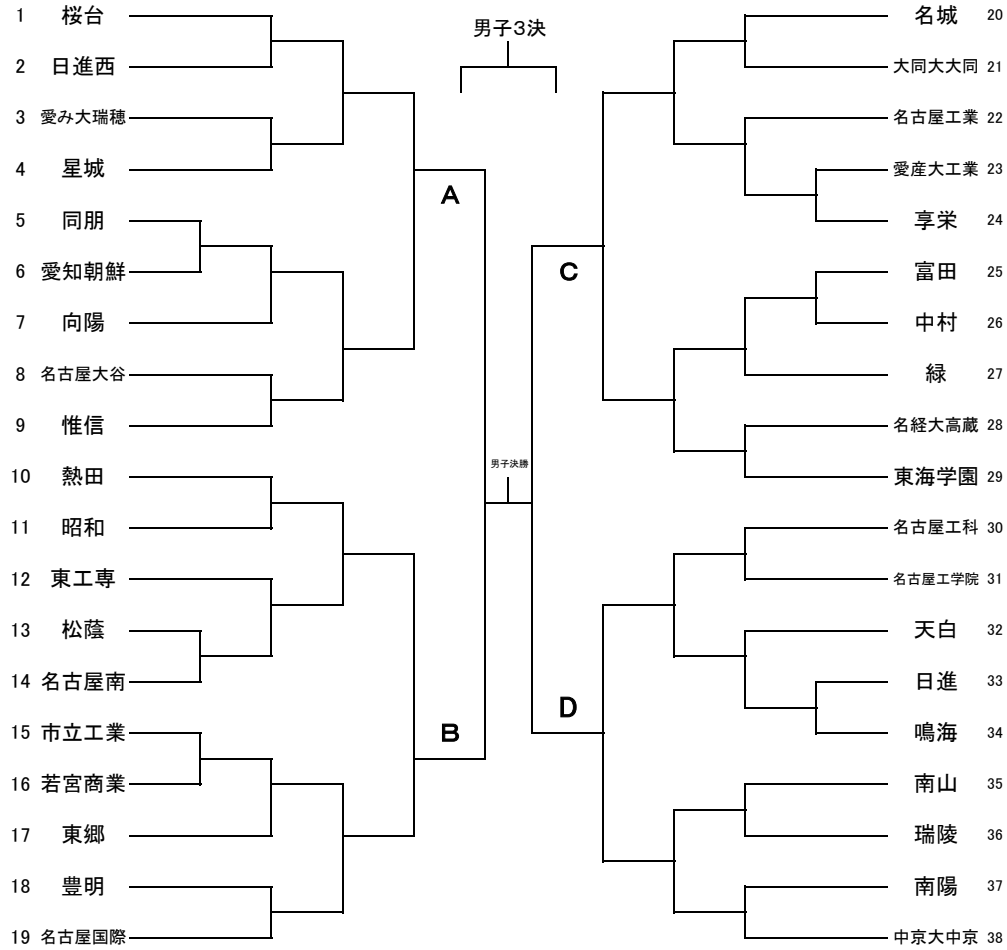 男子3決
1 桜台
2 日進西
3 愛み大瑞穂
4 星城
5 同朋
6 愛知朝鮮
7 向陽
8 名古屋大谷
9 惟信
10 熱田
11 昭和
12 東工専
13 松蔭
14 名古屋南
15 市立工業
16 若宮商業
17 東郷
18 豊明
19 名古屋国際
A
B
男子決勝
C
D
名城 20
大同大大同 21
名古屋工業 22
愛産大工業 23
享栄 24
富田 25
中村 26
緑 27
名経大高蔵 28
東海学園 29
名古屋工科 30
名古屋工学院 31
天白 32
日進 33
鳴海 34
南山 35
瑞陵 36
南陽 37
中京大中京 38